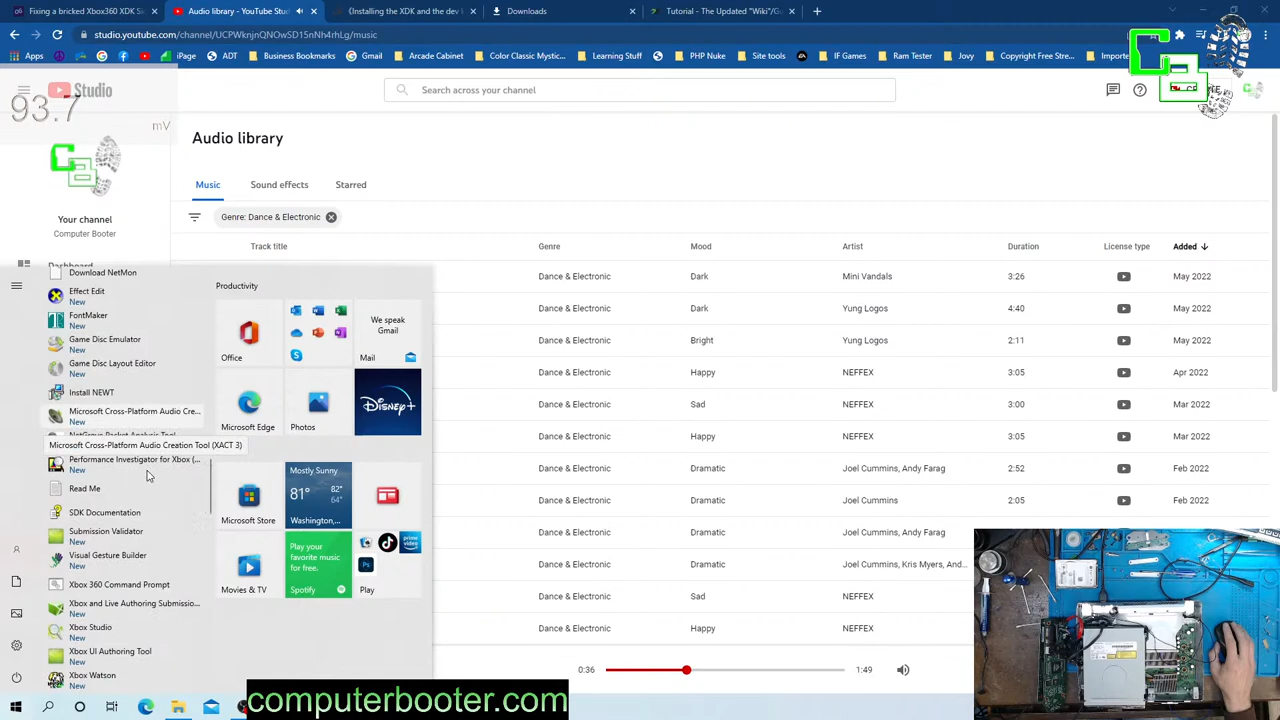 Fixing a bad Xbox360 XDK Si
Audio library - YouTube Studio
(Installing the XDK and the dev k
Downloads
Tutorial - The Updated "Wiki"/Gu
studio.youtube.com/channel/UCPWknjnQNOwSD15nNH4rhLg/music
iPage
ADT
Business Bookmarks
Gmail
Arcade Cabinet
Color Classic Mystic...
Learning Stuff
PHP Nuke
Site tools
IF Games
Ram Tester
Copyright Free Stre...
Importe
Studio
Search across your channel
93.7
mV
CB
Audio library
Music
Sound effects
Starred
Your channel
Computer Booter
Genre: Dance & Electronic
Track title
Genre
Mood
Artist
Duration
License type
Added
Dashboard
Dance & Electronic Dark Mini Vandals 3:26 May 2022
Dance & Electronic Dark Yung Logos 4:40 May 2022
Dance & Electronic Bright Yung Logos 2:11 May 2022
Dance & Electronic Happy NEFFEX 3:05 Apr 2022
Dance & Electronic Sad NEFFEX 3:00 Mar 2022
Dance & Electronic Happy NEFFEX 3:05 Mar 2022
Dance & Electronic Dramatic Joel Cummins, Andy Farag 2:52 Feb 2022
Dance & Electronic Dramatic Joel Cummins 2:05 Feb 2022
Dance & Electronic Dramatic Joel Cummins, Andy Farag
Dance & Electronic Dramatic Joel Cummins, Kris Myers, And...
Dance & Electronic Sad NEFFEX
Dance & Electronic Happy NEFFEX
Download NetMon
Effect Edit
New
FontMaker
New
Game Disc Emulator
New
Game Disc Layout Editor
New
Install NEWT
Microsoft Cross-Platform Audio Cre...
New
Microsoft Cross-Platform Audio Creation Tool (XACT 3)
Performance Investigator for Xbox (...
New
Read Me
SDK Documentation
Submission Validator
New
Visual Gesture Builder
New
Xbox 360 Command Prompt
Xbox and Live Authoring Submissio...
New
Xbox Studio
New
Xbox UI Authoring Tool
New
Xbox Watson
New
Productivity
Office
We speak
Gmail
Mail
Microsoft Edge
Photos
Disney+
Microsoft Store
Mostly Sunny
81°
82°
64°
Washington,...
Movies & TV
Play your
favorite music
for free.
Spotify
prime video
Ps
Play
0:36
1:49
computerbooter.com